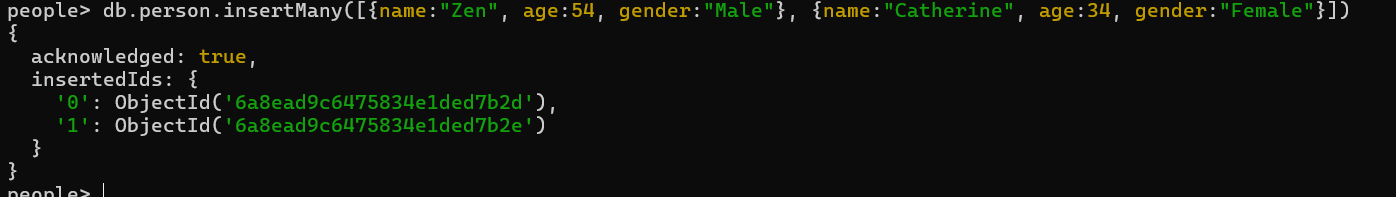 people> db.person.insertMany([{name:"Zen", age:54, gender:"Male"}, {name:"Catherine", age:34, gender:"Female"}])
{
  acknowledged: true,
  insertedIds: {
    '0': ObjectId('6a8ead9c6475834e1ded7b2d'),
    '1': ObjectId('6a8ead9c6475834e1ded7b2e')
  }
}
people>